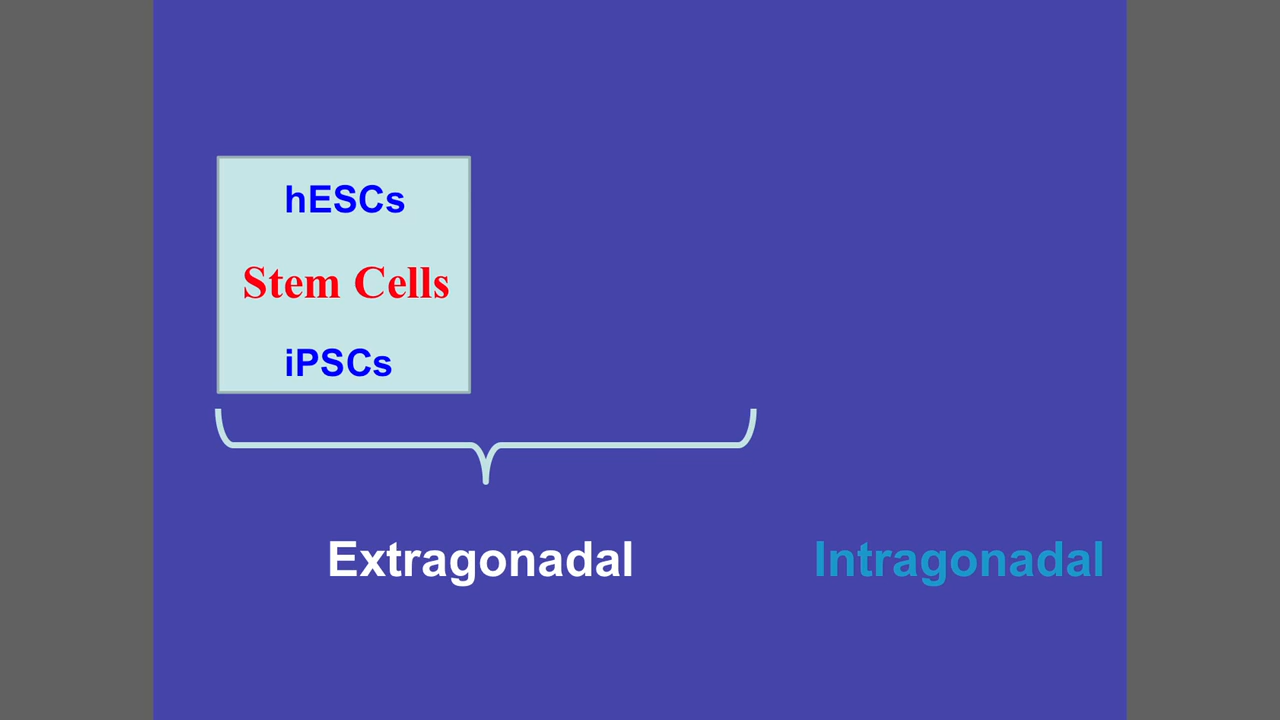 hESCs
Stem Cells
iPSCs
Extragonadal
Intragonadal